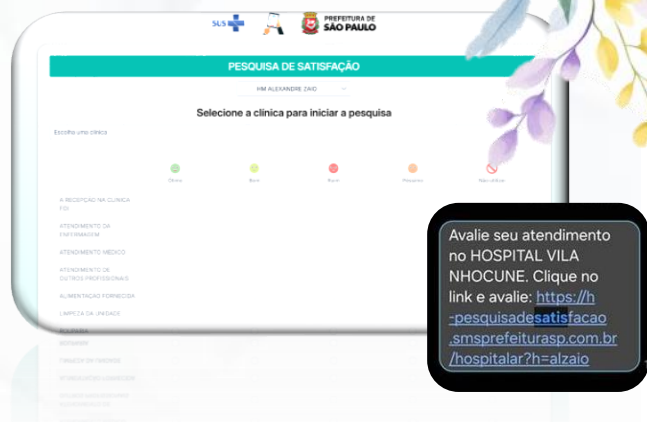 SUS
PREFEITURA DE
SÃO PAULO
PESQUISA DE SATISFAÇÃO
HM ALEXANDRE ZAIO
Selecione a clínica para iniciar a pesquisa
Escolha uma clínica
Ótimo Bom Ruim Péssimo Não utilizei
A RECEPÇÃO NA CLÍNICA
FOI
ATENDIMENTO DA
ENFERMAGEM
ATENDIMENTO MÉDICO
ATENDIMENTO DE
OUTROS PROFISSIONAIS
ALIMENTAÇÃO FORNECIDA
LIMPEZA DA UNIDADE
ROUPARIA
Avalie seu atendimento
no HOSPITAL VILA
NHOCUNE. Clique no
link e avalie: https://h
-pesquisadesatisfacao
.smsprefeiturasp.com.br
/hospitalar?h=alzaio